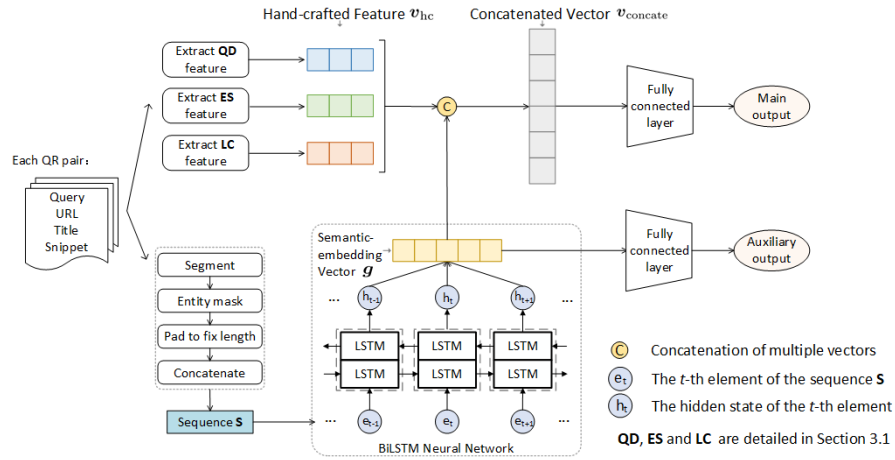 Hand-crafted Feature v_hc
Concatenated Vector v_concate
Extract QD
feature
Extract ES
feature
Extract LC
feature
C
Fully
connected
layer
Main
output
Each QR pair:
Query
URL
Title
Snippet
Segment
Entity mask
Pad to fix length
Concatenate
Sequence S
Semantic-
embedding
Vector g
Fully
connected
layer
Auxiliary
output
... h_{t-1} h_t h_{t+1} ...
LSTM LSTM LSTM
LSTM LSTM LSTM
... e_{t-1} e_t e_{t+1} ...
BiLSTM Neural Network
C Concatenation of multiple vectors
e_t The t-th element of the sequence S
h_t The hidden state of the t-th element
QD, ES and LC are detailed in Section 3.1